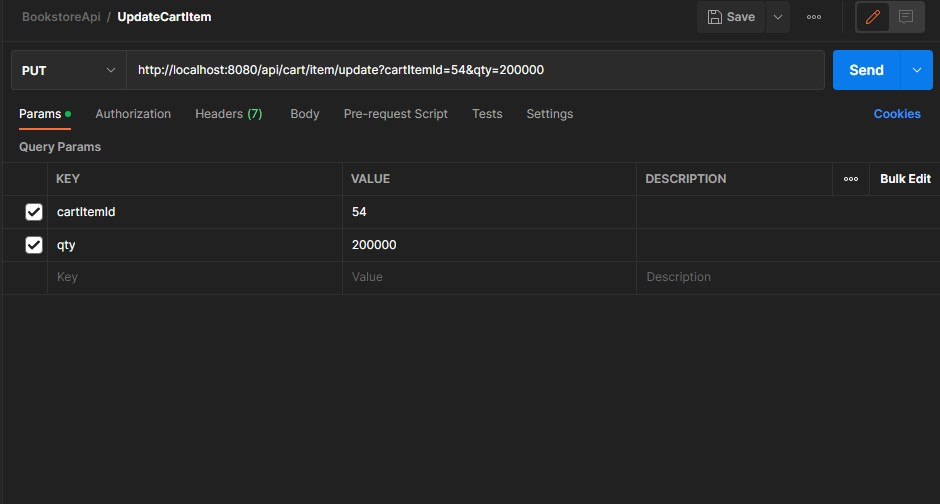 BookstoreApi / UpdateCartItem Save
PUT http://localhost:8080/api/cart/item/update?cartItemId=54&qty=200000 Send
Params Authorization Headers (7) Body Pre-request Script Tests Settings Cookies
Query Params
KEY VALUE DESCRIPTION Bulk Edit
cartItemId 54
qty 200000
Key Value Description